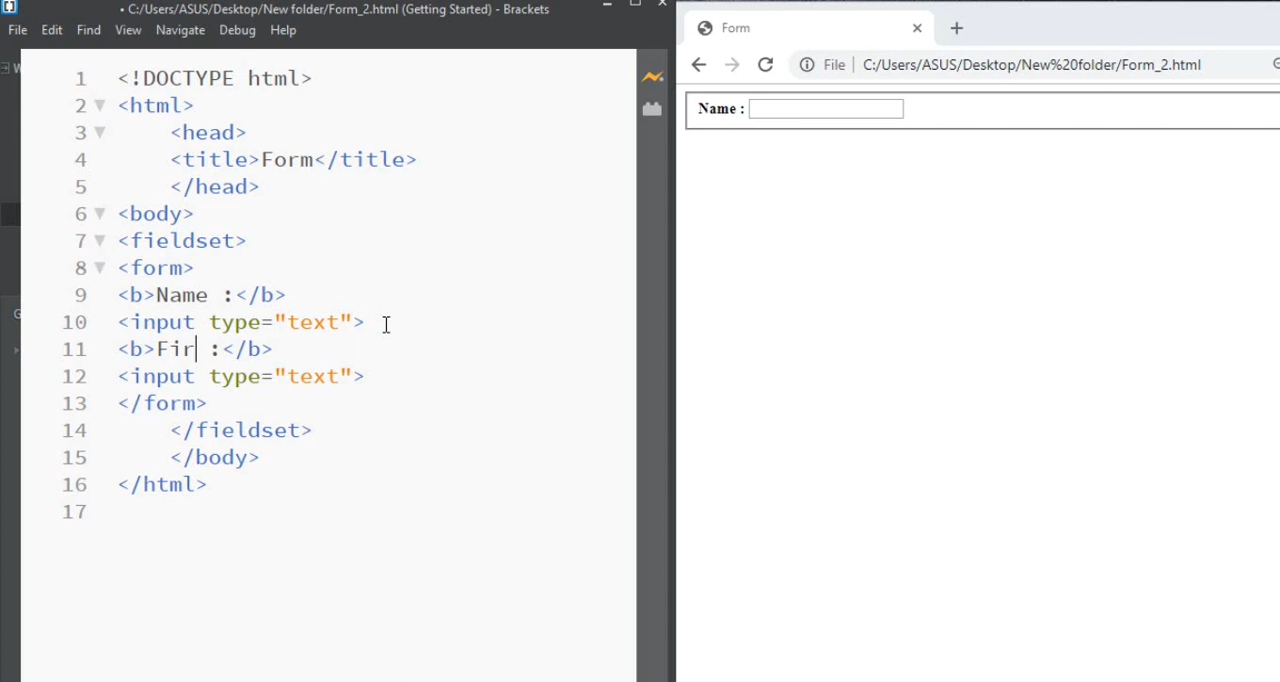 • C:/Users/ASUS/Desktop/New folder/Form_2.html (Getting Started) - Brackets
File Edit Find View Navigate Debug Help
1 <!DOCTYPE html>
2 <html>
3 <head>
4 <title>Form</title>
5 </head>
6 <body>
7 <fieldset>
8 <form>
9 <b>Name :</b>
10 <input type="text">
11 <b>Fir :</b>
12 <input type="text">
13 </form>
14 </fieldset>
15 </body>
16 </html>
17
Form
File C:/Users/ASUS/Desktop/New%20folder/Form_2.html
Name :